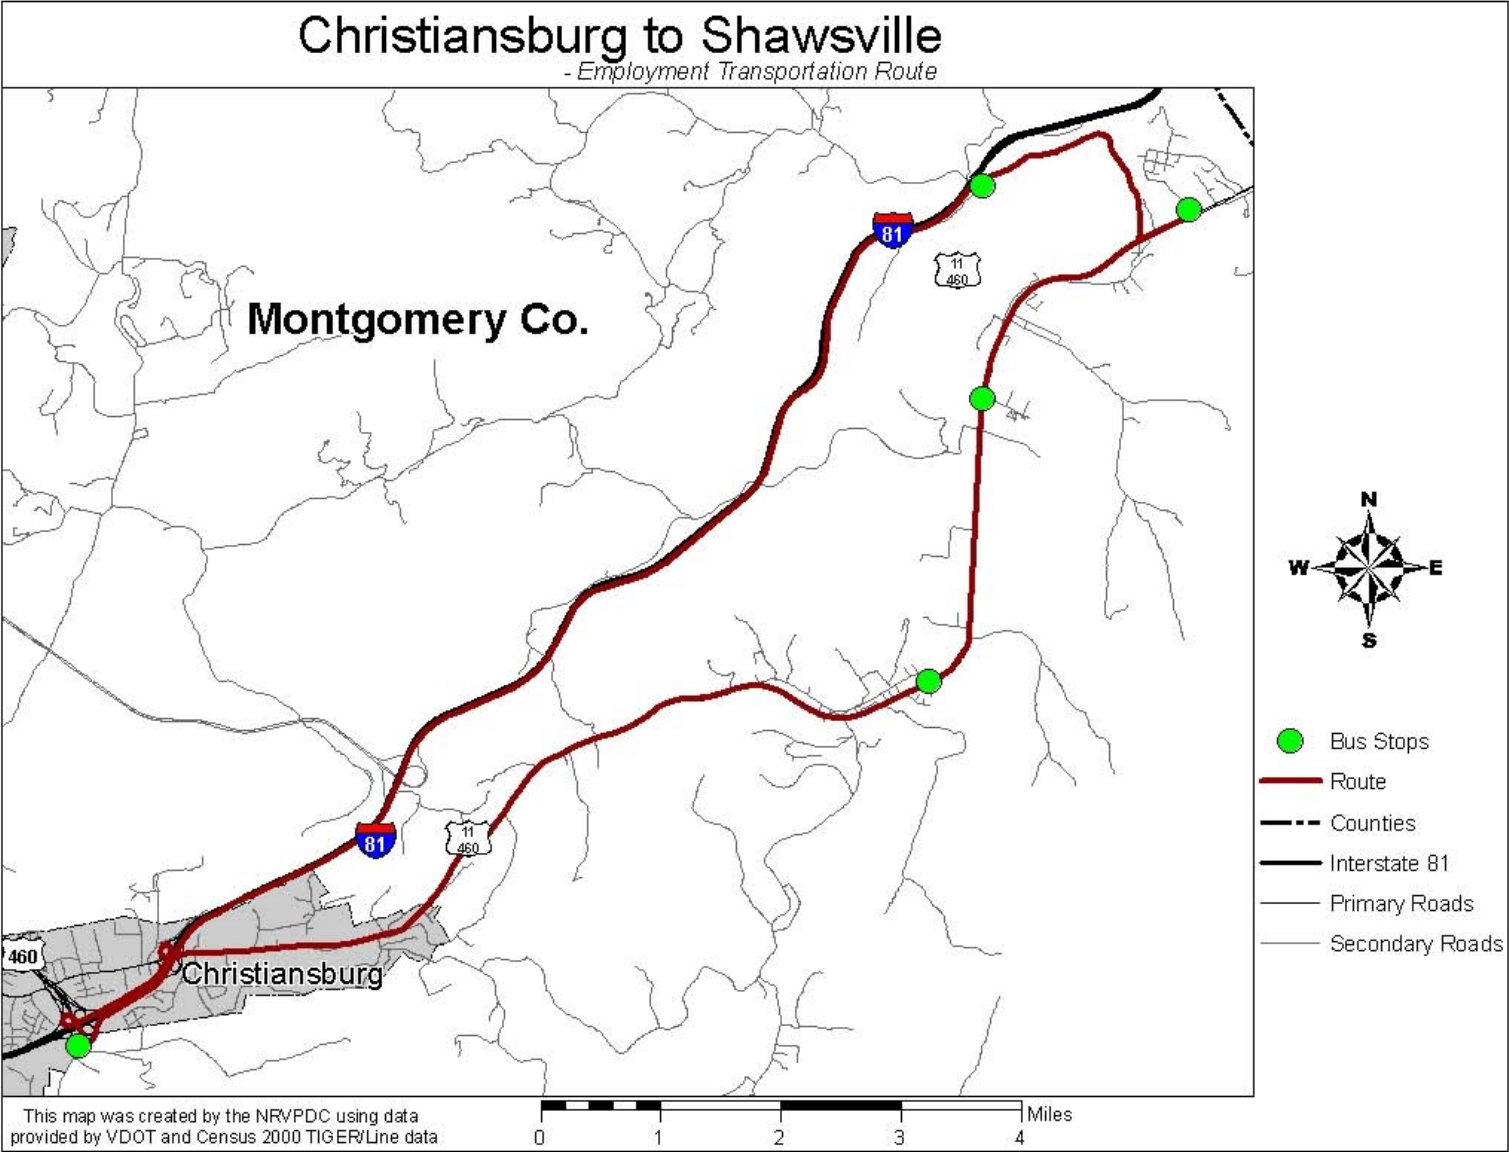 Christiansburg to Shawsville
- Employment Transportation Route
81
11
460
Montgomery Co.
N
W E
S
Bus Stops
Route
81
11
460
Counties
Interstate 81
Primary Roads
460
Christiansburg
Secondary Roads
This map was created by the NRVPDC using data
provided by VDOT and Census 2000 TIGER/Line data
Miles
0 1 2 3 4